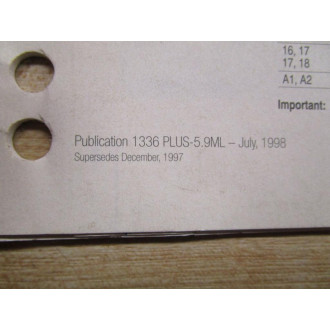 16, 17
17, 18
A1, A2
Important:
Publication 1336 PLUS-5.9ML – July, 1998
Supersedes December, 1997